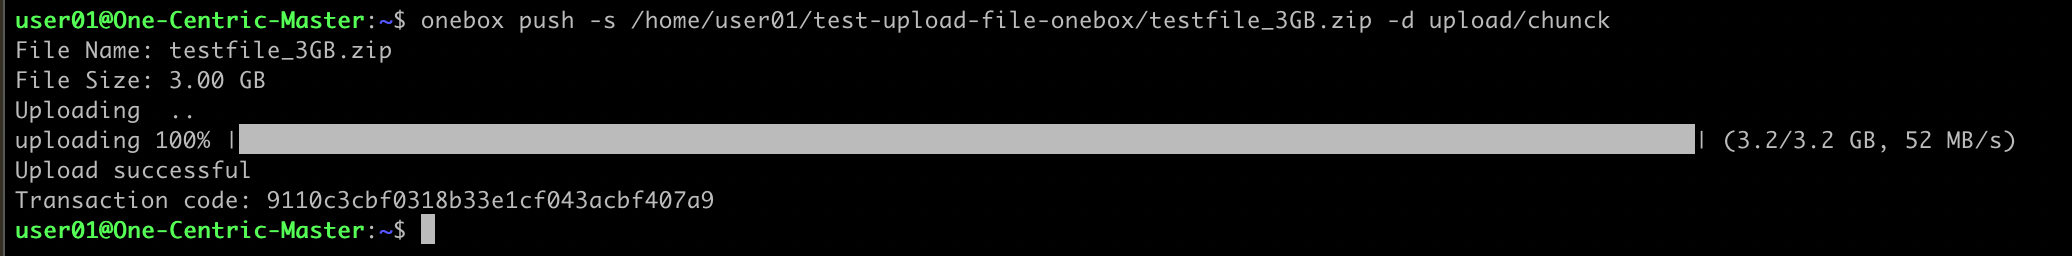 user01@One-Centric-Master:~$ onebox push -s /home/user01/test-upload-file-onebox/testfile_3GB.zip -d upload/chunck
File Name: testfile_3GB.zip
File Size: 3.00 GB
Uploading  ..
uploading 100% || (3.2/3.2 GB, 52 MB/s)
Upload successful
Transaction code: 9110c3cbf0318b33e1cf043acbf407a9
user01@One-Centric-Master:~$